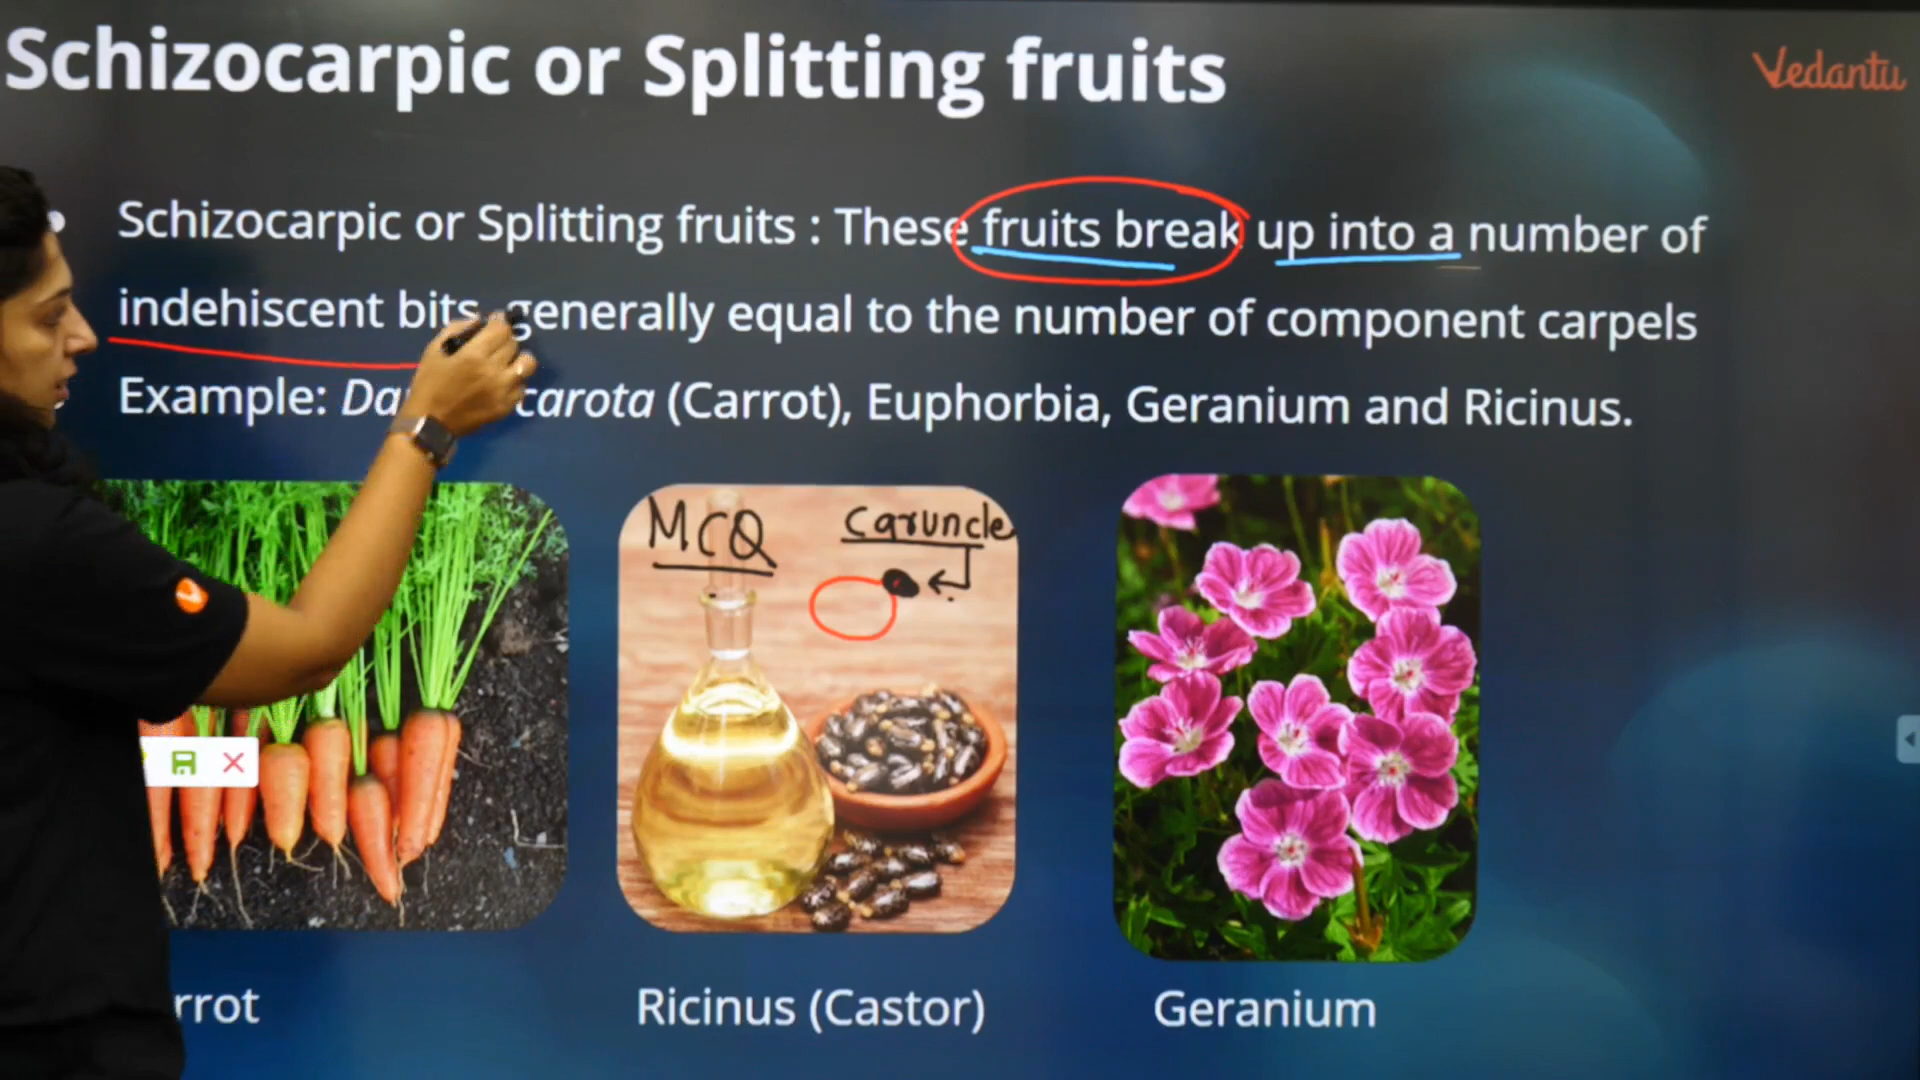 Schizocarpic or Splitting fruits
Vedantu
Schizocarpic or Splitting fruits : These fruits break up into a number of
indehiscent bits generally equal to the number of component carpels
Example: carota (Carrot), Euphorbia, Geranium and Ricinus.
MCQ
Caruncle
Ricinus (Castor)
Geranium